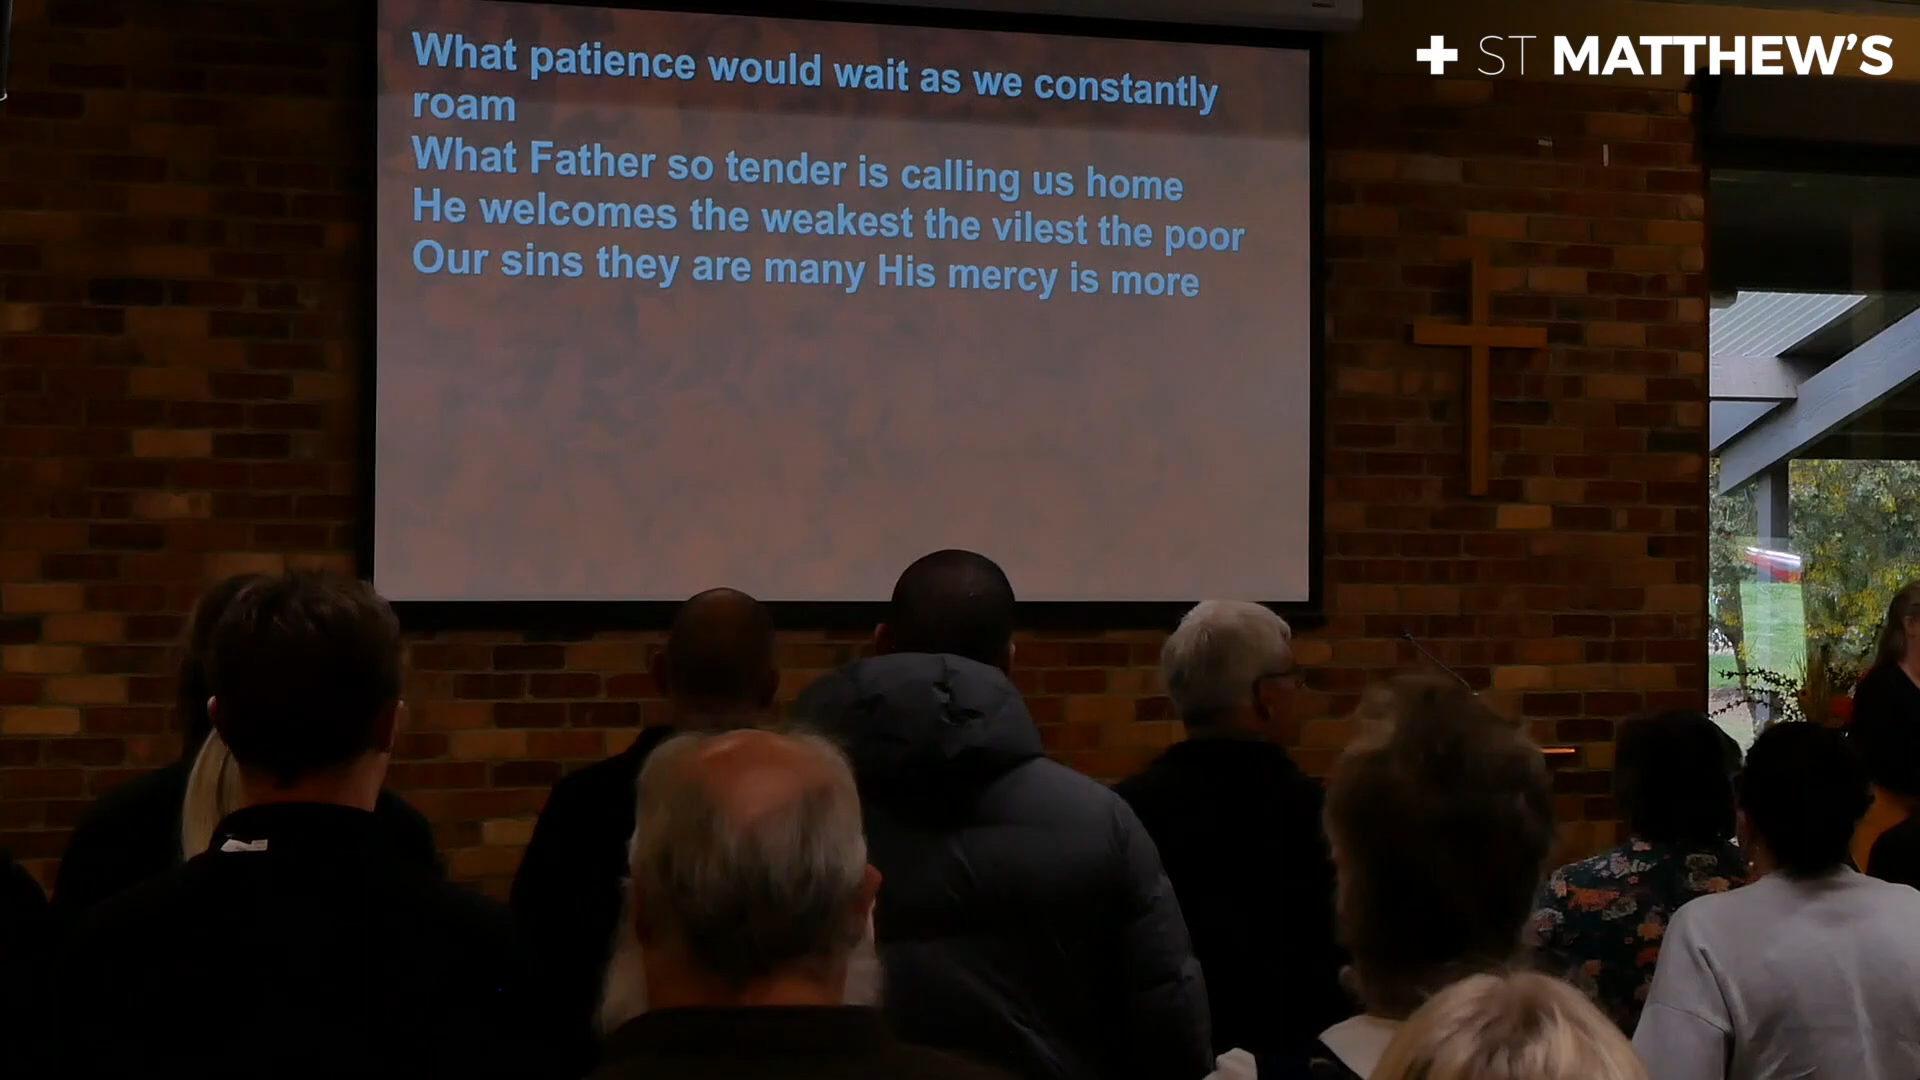 What patience would wait as we constantly
roam
What Father so tender is calling us home
He welcomes the weakest the vilest the poor
Our sins they are many His mercy is more
ST MATTHEW'S